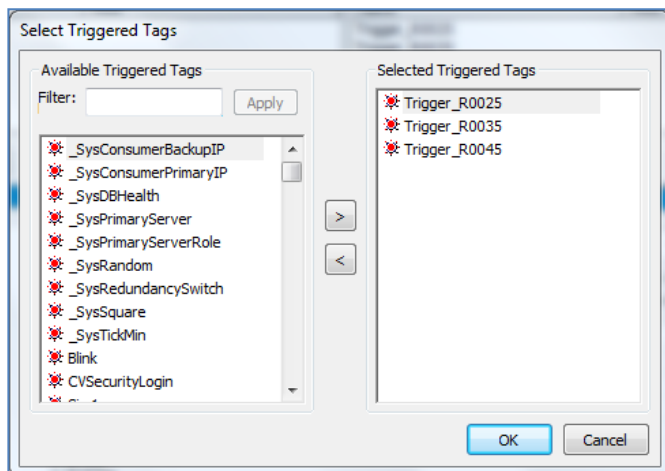 Select Triggered Tags
Available Triggered Tags
Filter:
Apply
_SysConsumerBackupIP
_SysConsumerPrimaryIP
_SysDBHealth
_SysPrimaryServer
_SysPrimaryServerRole
_SysRandom
_SysRedundancySwitch
_SysSquare
_SysTickMin
Blink
CVSecurityLogin
>
<
Selected Triggered Tags
Trigger_R0025
Trigger_R0035
Trigger_R0045
OK
Cancel